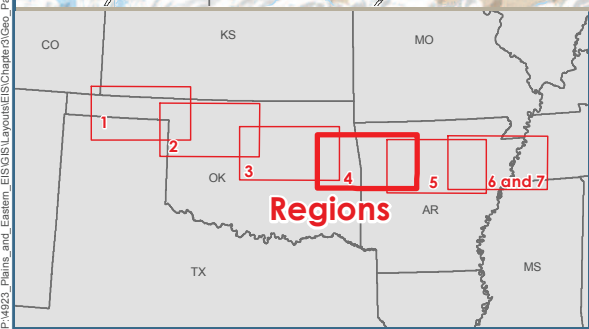 P:\4923_Plains_and_Eastern_EIS\GIS\Layouts\EIS\Chapter3\Geo_Pa
CO
KS
MO
1
2
3
4
5
6 and 7
OK
AR
Regions
TX
MS